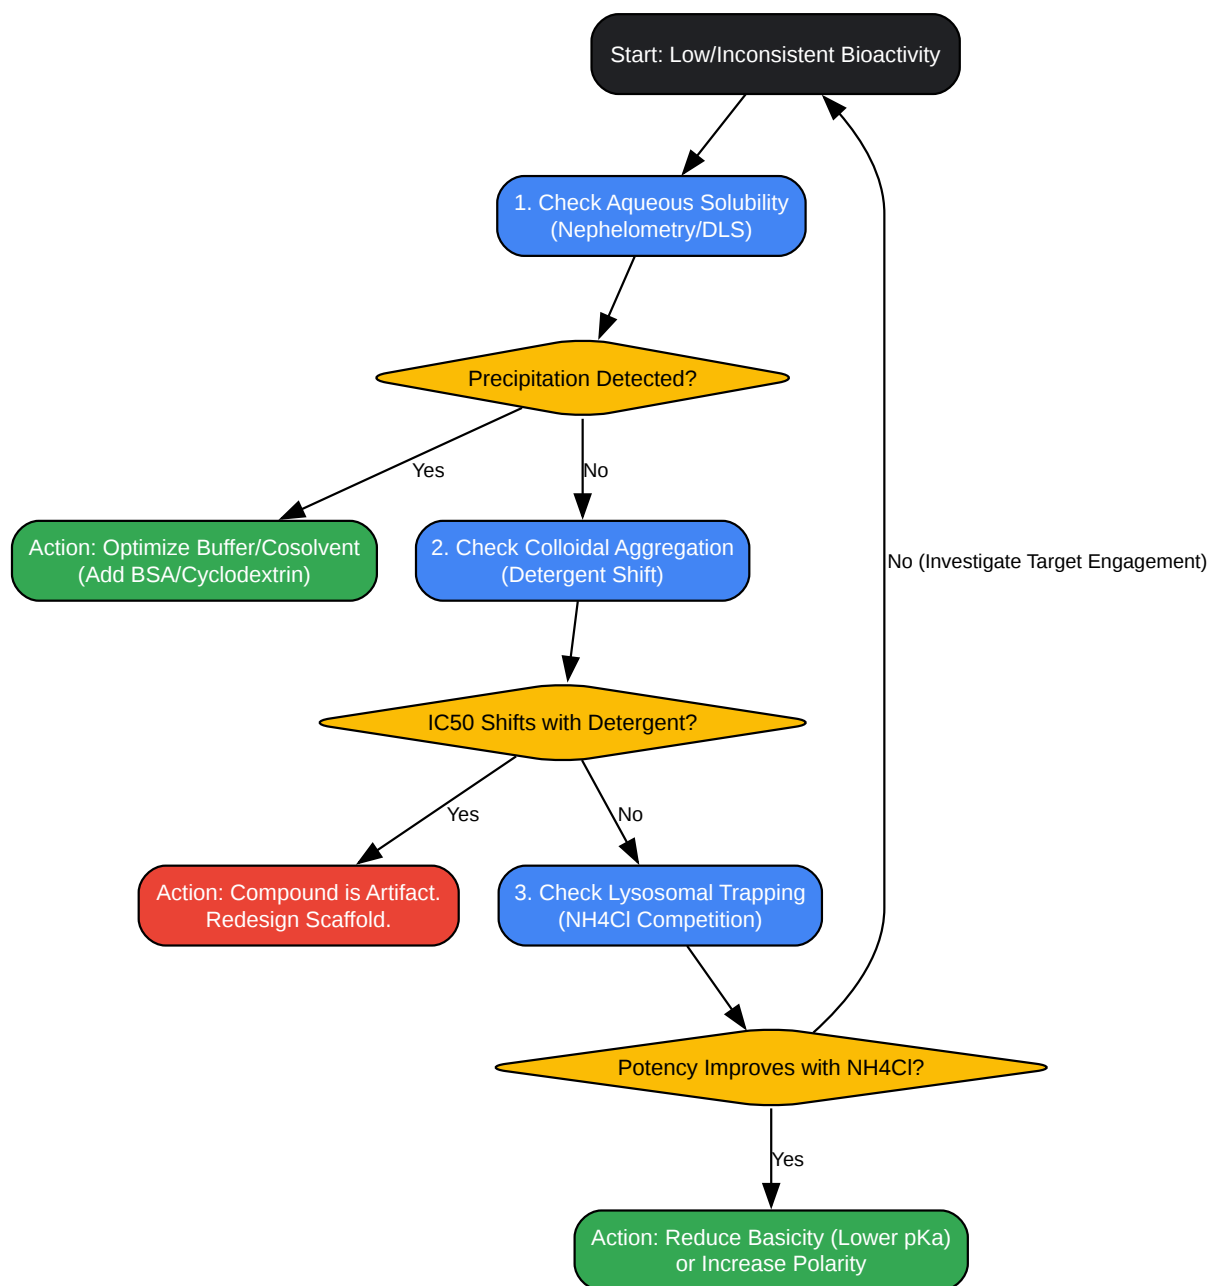 Start: Low/Inconsistent Bioactivity
1. Check Aqueous Solubility
(Nephelometry/DLS)
Precipitation Detected?
Yes
No
Action: Optimize Buffer/Cosolvent
(Add BSA/Cyclodextrin)
2. Check Colloidal Aggregation
(Detergent Shift)
No (Investigate Target Engagement)
IC50 Shifts with Detergent?
Yes
No
Action: Compound is Artifact.
Redesign Scaffold.
3. Check Lysosomal Trapping
(NH4Cl Competition)
Potency Improves with NH4Cl?
Yes
Action: Reduce Basicity (Lower pKa)
or Increase Polarity